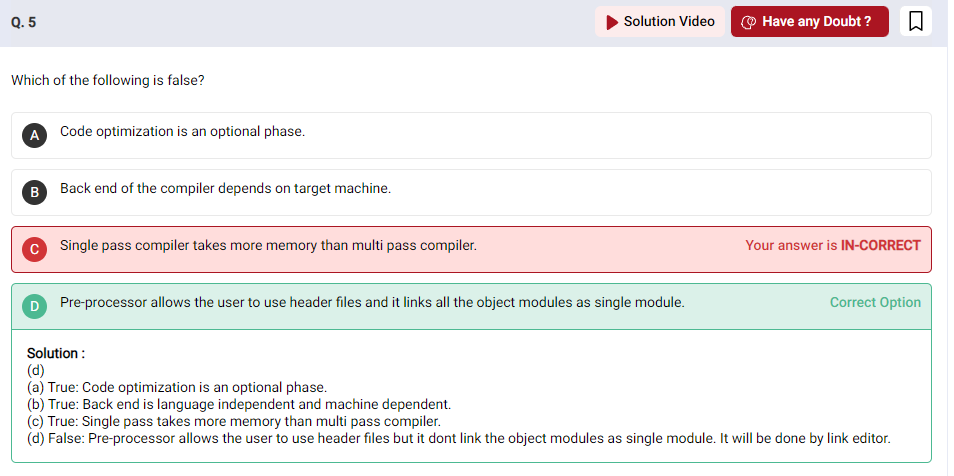 Q. 5
Solution Video
Have any Doubt ?
Which of the following is false?
A
Code optimization is an optional phase.
B
Back end of the compiler depends on target machine.
C
Single pass compiler takes more memory than multi pass compiler.
Your answer is IN-CORRECT
D
Pre-processor allows the user to use header files and it links all the object modules as single module.
Correct Option
Solution :
(d)
(a) True: Code optimization is an optional phase.
(b) True: Back end is language independent and machine dependent.
(c) True: Single pass takes more memory than multi pass compiler.
(d) False: Pre-processor allows the user to use header files but it dont link the object modules as single module. It will be done by link editor.